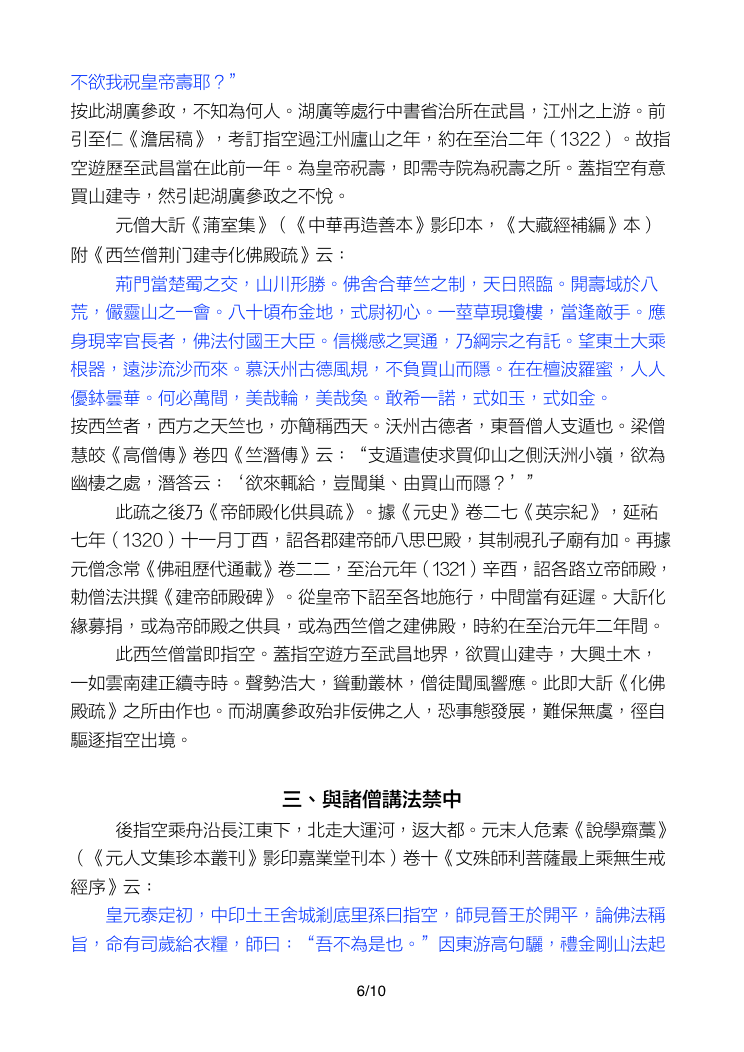 不欲我祝皇帝壽耶？”
按此湖廣參政，不知為何人。湖廣等處行中書省治所在武昌，江州之上游。前
引至仁《澹居稿》，考訂指空過江州廬山之年，約在至治二年（1322）。故指
空遊歷至武昌當在此前一年。為皇帝祝壽，即需寺院為祝壽之所。蓋指空有意
買山建寺，然引起湖廣參政之不悅。
元僧大訢《蒲室集》（《中華再造善本》影印本，《大藏經補編》本）
附《西竺僧荆门建寺化佛殿疏》云：
荊門當楚蜀之交，山川形勝。佛舍合華竺之制，天日照臨。開壽域於八
荒，儼靈山之一會。八十頃布金地，式尉初心。一莖草現瓊樓，當逢敵手。應
身現宰官長者，佛法付國王大臣。信機感之冥通，乃綱宗之有託。望東土大乘
根器，遠涉流沙而來。慕沃州古德風規，不負買山而隱。在在檀波羅蜜，人人
優鉢曇華。何必萬間，美哉輪，美哉奐。敢希一諾，式如玉，式如金。
按西竺者，西方之天竺也，亦簡稱西天。沃州古德者，東晉僧人支遁也。梁僧
慧皎《高僧傳》卷四《竺潛傳》云：“支遁遣使求買仰山之側沃洲小嶺，欲為
幽棲之處，潛答云：‘欲來輒給，豈聞巢、由買山而隱？’”
此疏之後乃《帝師殿化供具疏》。據《元史》卷二七《英宗紀》，延祐
七年（1320）十一月丁酉，詔各郡建帝師八思巴殿，其制視孔子廟有加。再據
元僧念常《佛祖歷代通載》卷二二，至治元年（1321）辛酉，詔各路立帝師殿，
勅僧法洪撰《建帝師殿碑》。從皇帝下詔至各地施行，中間當有延遲。大訢化
緣募捐，或為帝師殿之供具，或為西竺僧之建佛殿，時約在至治元年二年間。
此西竺僧當即指空。蓋指空遊方至武昌地界，欲買山建寺，大興土木，
一如雲南建正續寺時。聲勢浩大，聳動叢林，僧徒聞風響應。此即大訢《化佛
殿疏》之所由作也。而湖廣參政殆非佞佛之人，恐事態發展，難保無虞，徑自
驅逐指空出境。
三、與諸僧講法禁中
後指空乘舟沿長江東下，北走大運河，返大都。元末人危素《說學齋藁》
（《元人文集珍本叢刊》影印嘉業堂刊本）卷十《文殊師利菩薩最上乘無生戒
經序》云：
皇元泰定初，中印土王舍城剎底里孫曰指空，師見晉王於開平，論佛法稱
旨，命有司歲給衣糧，師曰：“吾不為是也。”因東游高句驪，禮金剛山法起
6/10